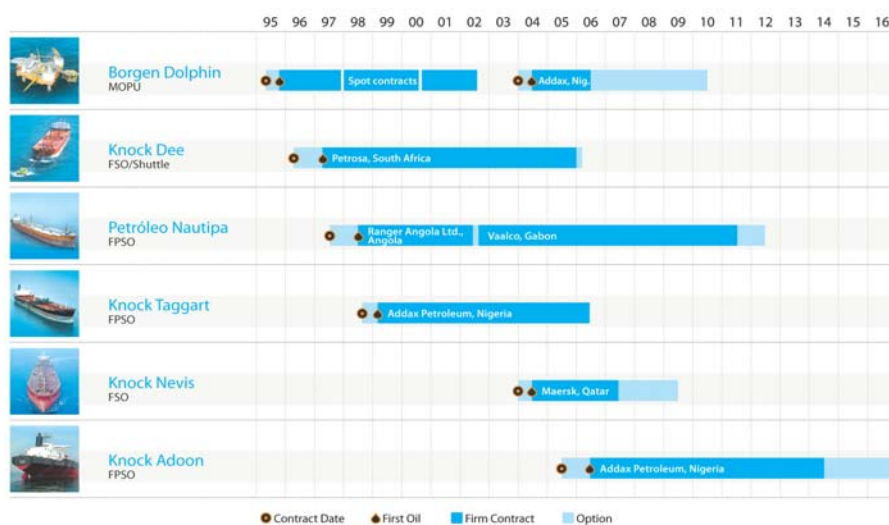 95 96 97 98 99 00 01 02 03 04 05 06 07 08 09 10 11 12 13 14 15 16
Borgen Dolphin
MOPU
Spot contracts
Addax, Nig.
Knock Dee
FSO/Shuttle
Petrosa, South Africa
Petróleo Nautipa
FPSO
Ranger Angola Ltd.,
Angola
Vaalco, Gabon
Knock Taggart
FPSO
Addax Petroleum, Nigeria
Knock Nevis
FSO
Maersk, Qatar
Knock Adoon
FPSO
Addax Petroleum, Nigeria
Contract Date First Oil Firm Contract Option